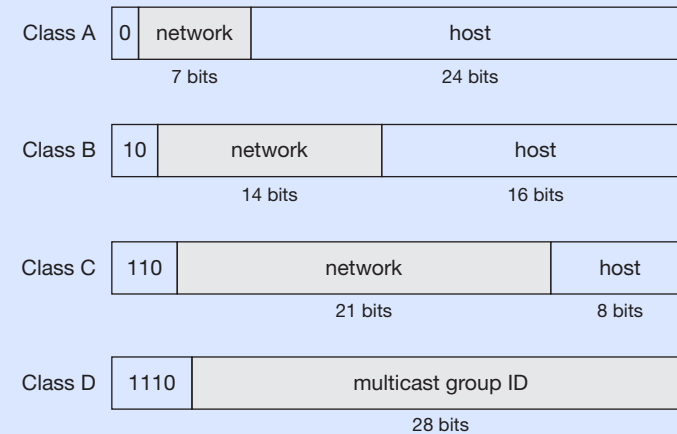 Class A 0 network host
7 bits 24 bits
Class B 10 network host
14 bits 16 bits
Class C 110 network host
21 bits 8 bits
Class D 1110 multicast group ID
28 bits